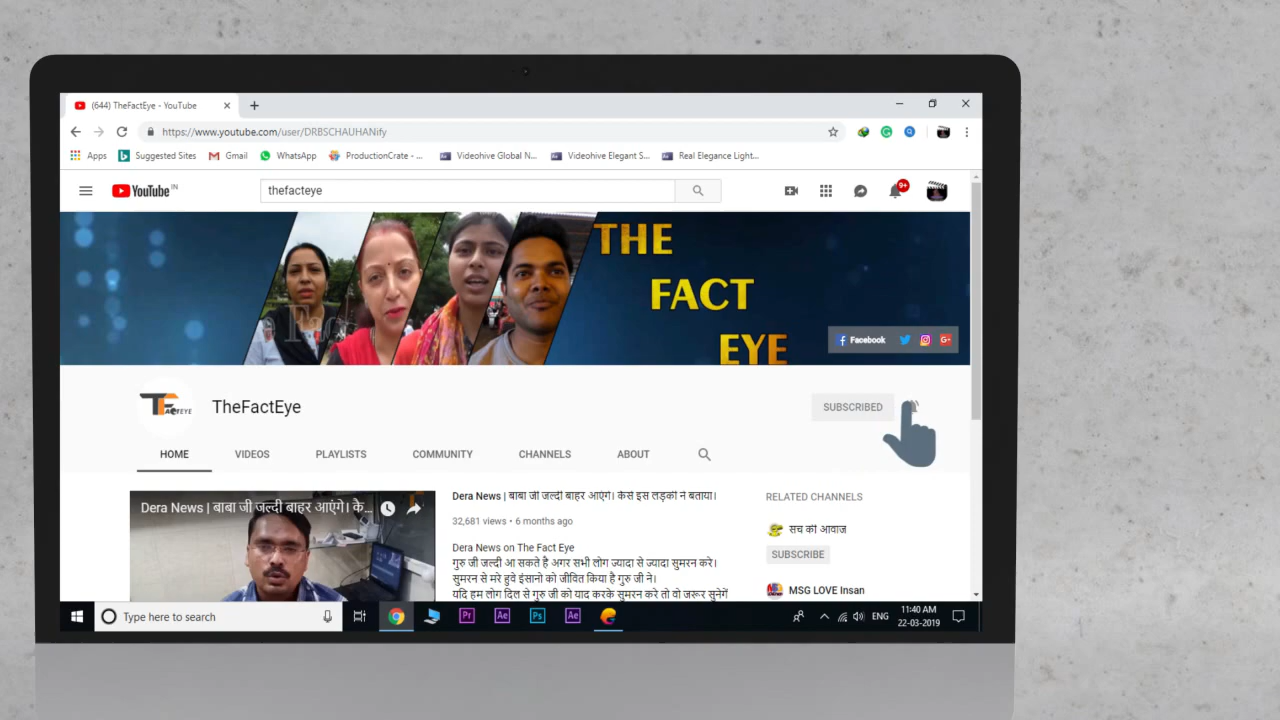 (644) TheFactEye - YouTube
https://www.youtube.com/user/DRBSCHAUHANify
Apps Suggested Sites Gmail WhatsApp ProductionCrate - ... Videohive Global N... Videohive Elegant S... Real Elegance Light...
YouTube IN
thefacteye
9+
THE
FACT
EYE
Facebook
TheFactEye
SUBSCRIBED
HOME VIDEOS PLAYLISTS COMMUNITY CHANNELS ABOUT
Dera News | बाबा जी जल्दी बाहर आएंगे। के...
Dera News | बाबा जी जल्दी बाहर आएंगे। कैसे इस लड़की ने बताया।
32,681 views • 6 months ago
Dera News on The Fact Eye
गुरु जी जल्दी आ सकते है अगर सभी लोग ज्यादा से ज्यादा सुमरन करे।
सुमरन से मरे हुवे इंसानो को जीवित किया है गुरु जी ने।
यदि हम लोग दिल से गुरु जी को याद करके सुमरन करे तो वो जरूर सुनेगें
RELATED CHANNELS
सच की आवाज
SUBSCRIBE
MSG LOVE Insan
Type here to search
Pr Ae Ps Ae
ENG
11:40 AM
22-03-2019